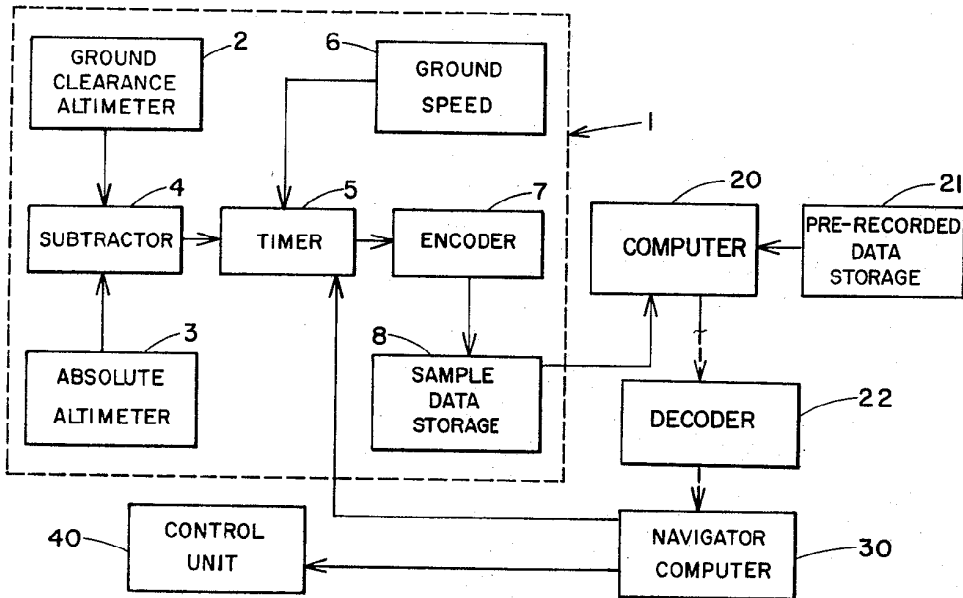 2
GROUND
CLEARANCE
ALTIMETER
6
GROUND
SPEED
1
4
SUBTRACTOR
5
TIMER
7
ENCODER
20
COMPUTER
21
PRE-RECORDED
DATA
STORAGE
3
ABSOLUTE
ALTIMETER
8
SAMPLE
DATA
STORAGE
DECODER
22
40
CONTROL
UNIT
NAVIGATOR
COMPUTER
30